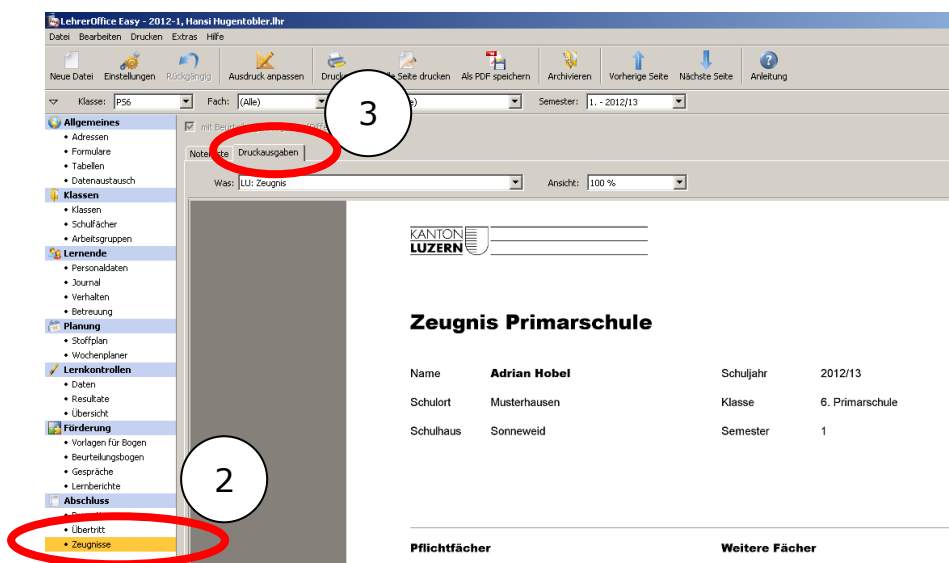 LehrerOffice Easy - 2012-1, Hansi Hugentobler.lhr
Datei Bearbeiten Drucken Extras Hilfe
Neue Datei Einstellungen Rückgängig Ausdruck anpassen Seite drucken Als PDF speichern Archivieren Vorherige Seite Nächste Seite Anleitung
Klasse: PS6 Fach: (Alle) Semester: 1. - 2012/13
3
Allgemeines
• Adressen
• Formulare
• Tabellen
• Datenaustausch
Klassen
• Klassen
• Schulfächer
• Arbeitsgruppen
Lernende
• Personaldaten
• Journal
• Verhalten
• Betreuung
Planung
• Stoffplan
• Wochenplaner
Lernkontrollen
• Daten
• Resultate
• Übersicht
Förderung
• Vorlagen für Bogen
• Beurteilungsbogen
• Gespräche
• Lernberichte
Abschluss
• Übertritt
• Zeugnisse
2
mit
Druckausgaben
Was: LU: Zeugnis Ansicht: 100 %
KANTON
LUZERN
Zeugnis Primarschule
Name Adrian Hobel Schuljahr 2012/13
Schulort Musterhausen Klasse 6. Primarschule
Schulhaus Sonneweid Semester 1
Pflichtfächer Weitere Fächer